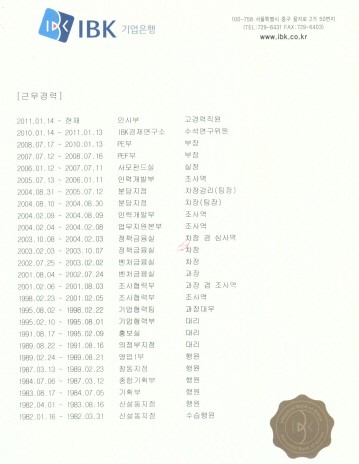 IBK 기업은행
100-758 서울특별시 중구 을지로 2가 50번지
(TEL:729-6431 FAX:729-6403)
www.ibk.co.kr
[근무경력]
2011.01.14 - 현재 인사부 고경력직원
2010.01.14 - 2011.01.13 IBK경제연구소 수석연구위원
2008.07.17 - 2010.01.13 PE부 부장
2007.07.12 - 2008.07.16 PEF부 부장
2006.01.12 - 2007.07.11 사모펀드실 실장
2005.07.13 - 2006.01.11 인력개발부 조사역
2004.08.31 - 2005.07.12 분당지점 차장검리(팀장)
2004.08.10 - 2004.08.30 분당지점 차장(팀장)
2004.02.09 - 2004.08.09 인력개발부 조사역
2004.02.04 - 2004.02.08 업무지원본부 조사역
2003.10.08 - 2004.02.03 정책금융실 차장 겸 심사역
2003.02.03 - 2003.10.07 정책금융실 차장
2002.07.25 - 2003.02.02 벤처금융실 차장
2001.08.04 - 2002.07.24 벤처금융실 과장
2001.02.06 - 2001.08.03 조사협력부 과장 겸 조사역
1998.02.23 - 2001.02.05 조사협력부 조사역
1995.08.02 - 1998.02.22 기업협력팀 과장대우
1995.02.10 - 1995.08.01 기업협력부 대리
1991.08.17 - 1995.02.09 홍보실 대리
1989.08.22 - 1991.08.16 의정부지점 대리
1989.02.24 - 1989.08.21 영업1부 행원
1987.03.13 - 1989.02.23 장동지점 행원
1984.07.06 - 1987.03.12 종합기획부 행원
1983.08.17 - 1984.07.05 기획부 행원
1982.04.01 - 1983.08.16 신설동지점 행원
1982.01.16 - 1982.03.31 신설동지점 수습행원
IBK